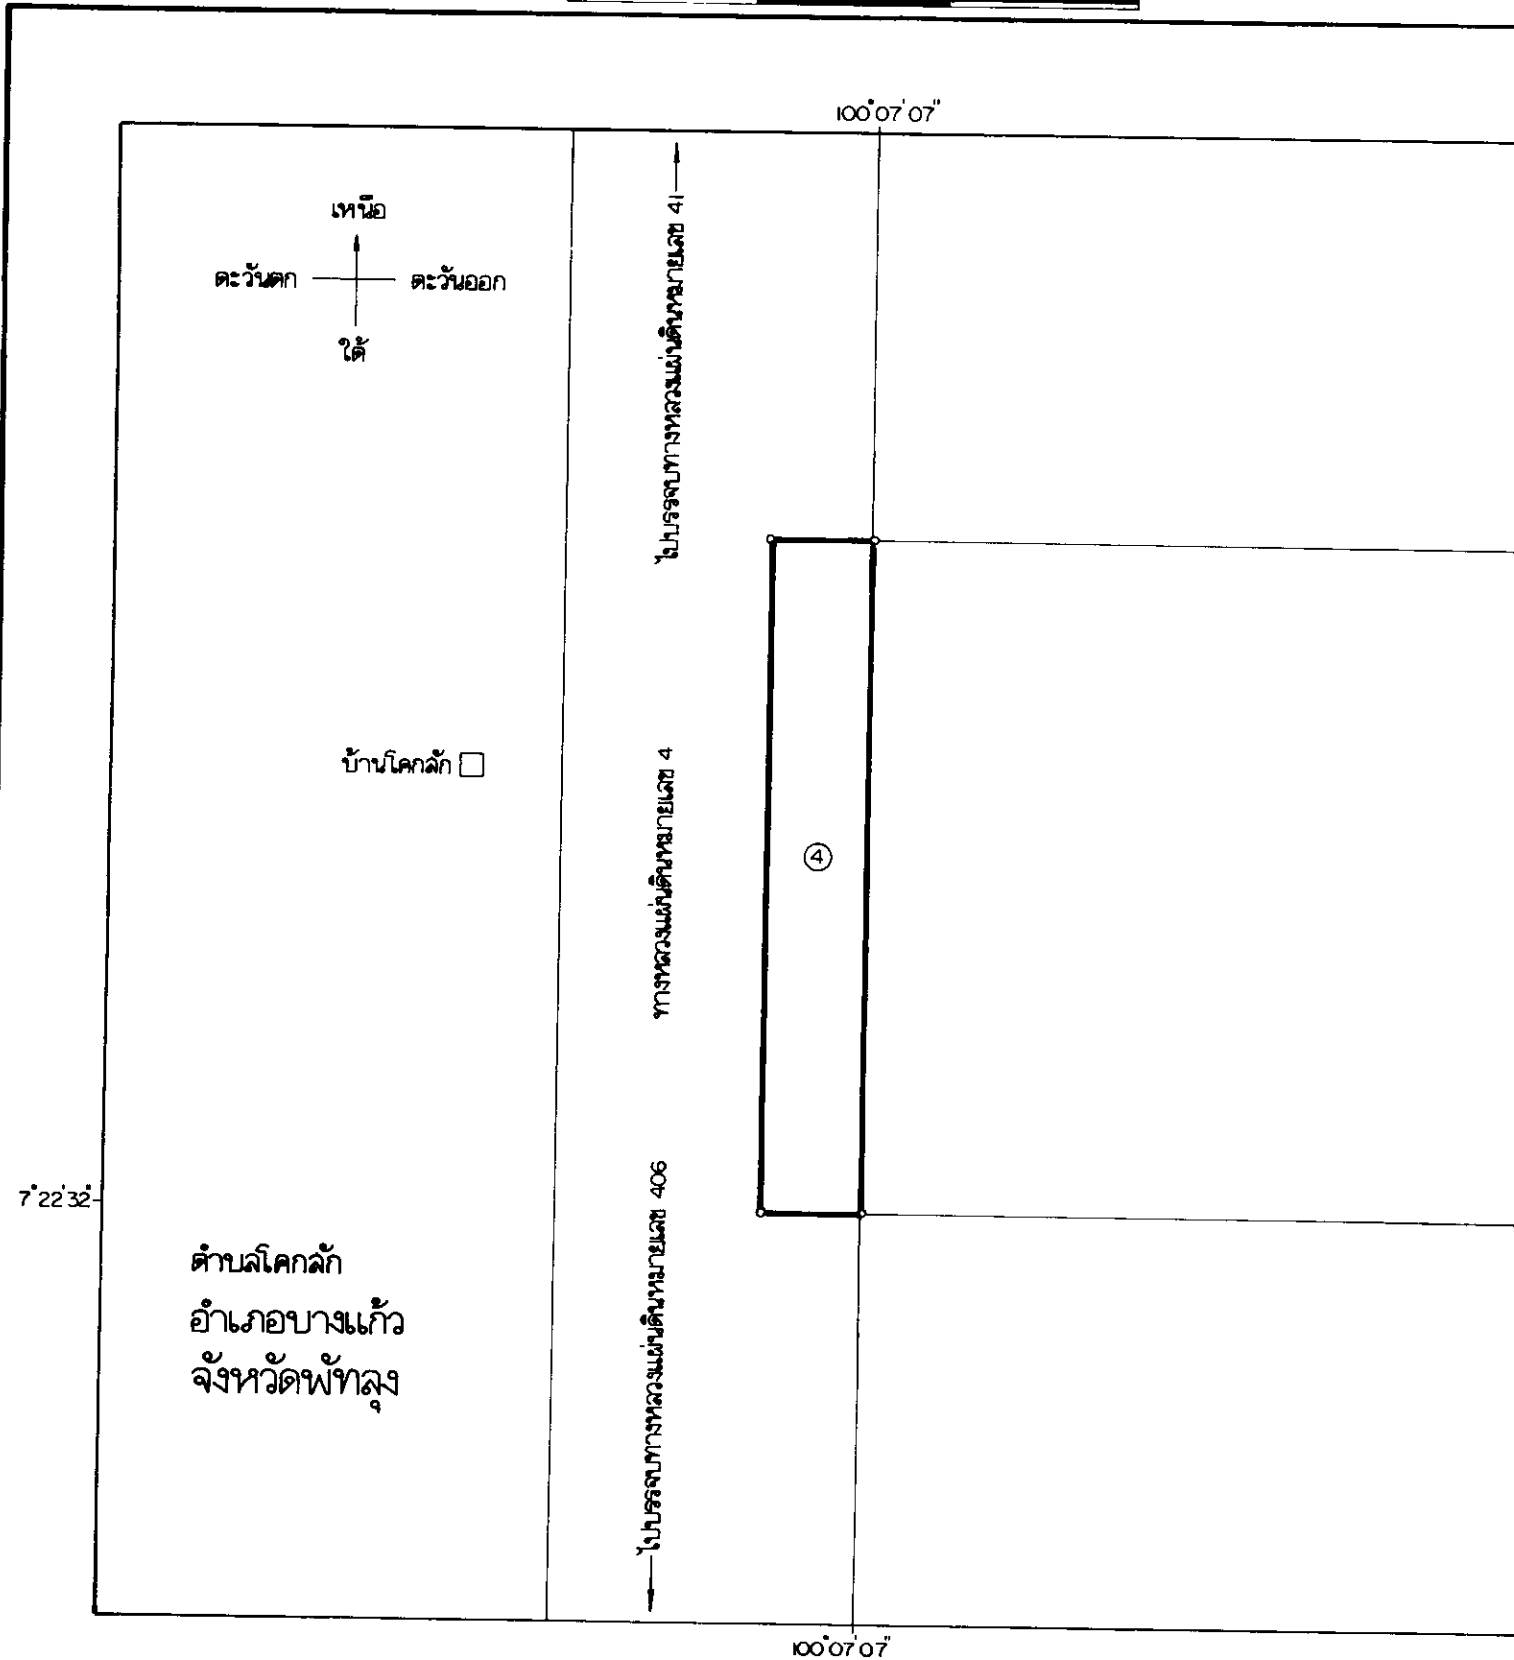 100°07'07"
เหนือ
ตะวันตก ตะวันออก
ใต้
ไปบรรจบทางหลวงแผ่นดินหมายเลข 41
บ้านโคกสัก
ทางหลวงแผ่นดินหมายเลข 4
4
7°22'32"
ไปบรรจบทางหลวงแผ่นดินหมายเลข 406
ตำบลโคกสัก
อำเภอบางแก้ว
จังหวัดพัทลุง
100°07'07"